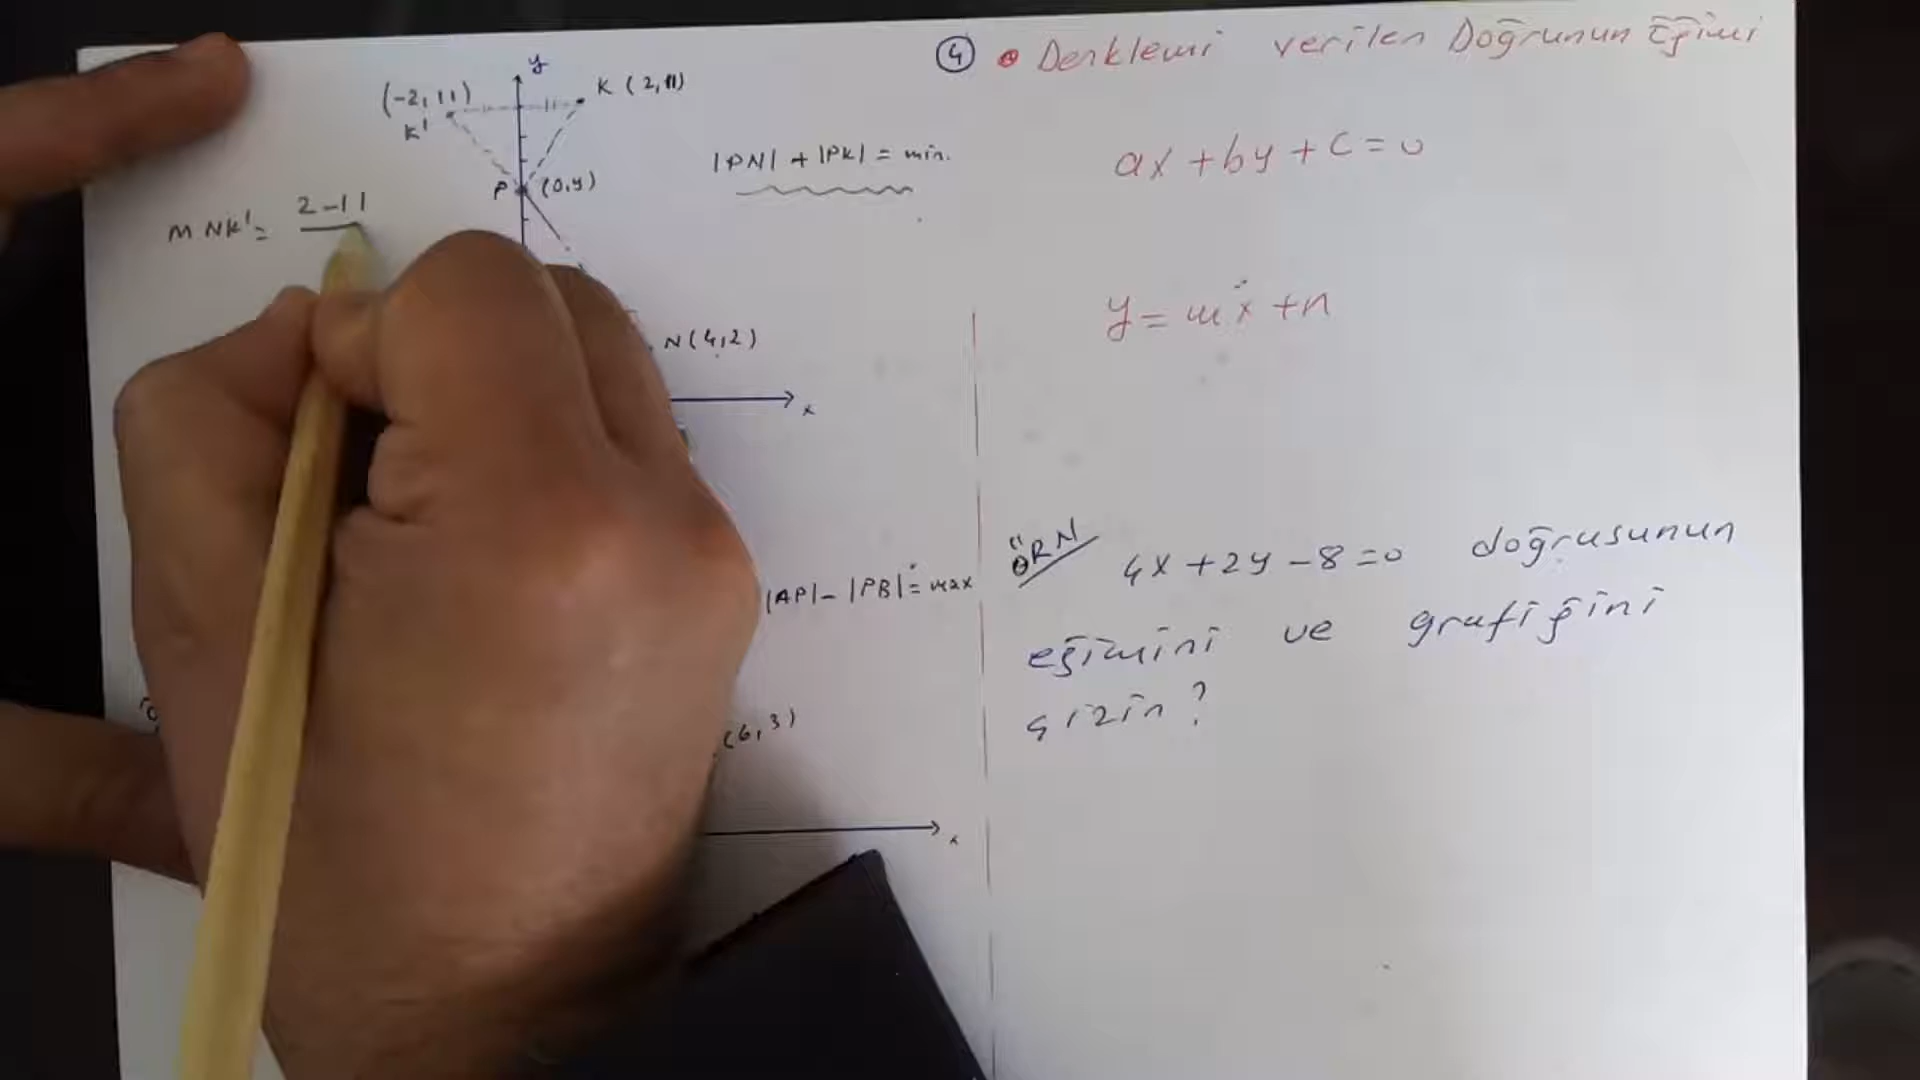 y
(-2,11)
K (2,11)
K'
|PN| + |PK| = min.
P (0,y)
m NK' = 2-11
N(4,2)
x
|AP| - |PB| = max
(6,3)
x
④ • Denklemi verilen Doğrunun Eğimi
ax + by + c = 0
y = mx + n
ÖRN 4x + 2y - 8 = 0 doğrusunun
eğimini ve grafiğini
çizin?